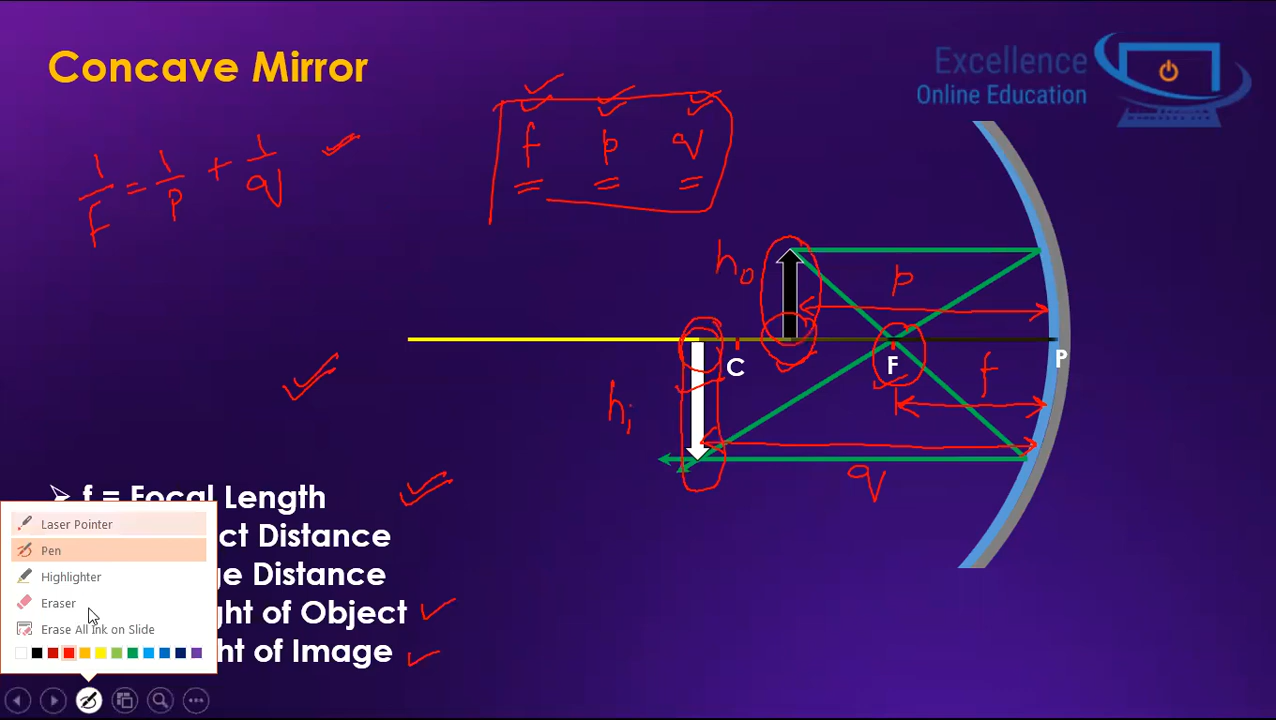 Concave Mirror
Excellence
Online Education
f p q
1/F = 1/p + 1/q
h₀
p
C
F
P
f
hᵢ
q
f = Focal Length
ct Distance
ge Distance
ght of Object
ht of Image
Laser Pointer
Pen
Highlighter
Eraser
Erase All Ink on Slide